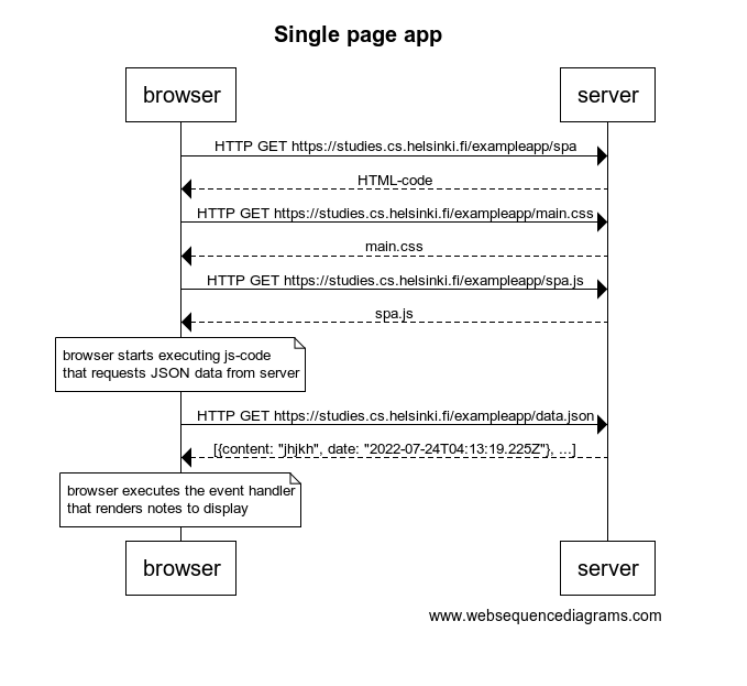 Single page app
browser
server
HTTP GET https://studies.cs.helsinki.fi/exampleapp/spa
HTML-code
HTTP GET https://studies.cs.helsinki.fi/exampleapp/main.css
main.css
HTTP GET https://studies.cs.helsinki.fi/exampleapp/spa.js
spa.js
browser starts executing js-code
that requests JSON data from server
HTTP GET https://studies.cs.helsinki.fi/exampleapp/data.json
[{content: "jhjkh", date: "2022-07-24T04:13:19.225Z"}, ...]
browser executes the event handler
that renders notes to display
browser
server
www.websequencediagrams.com